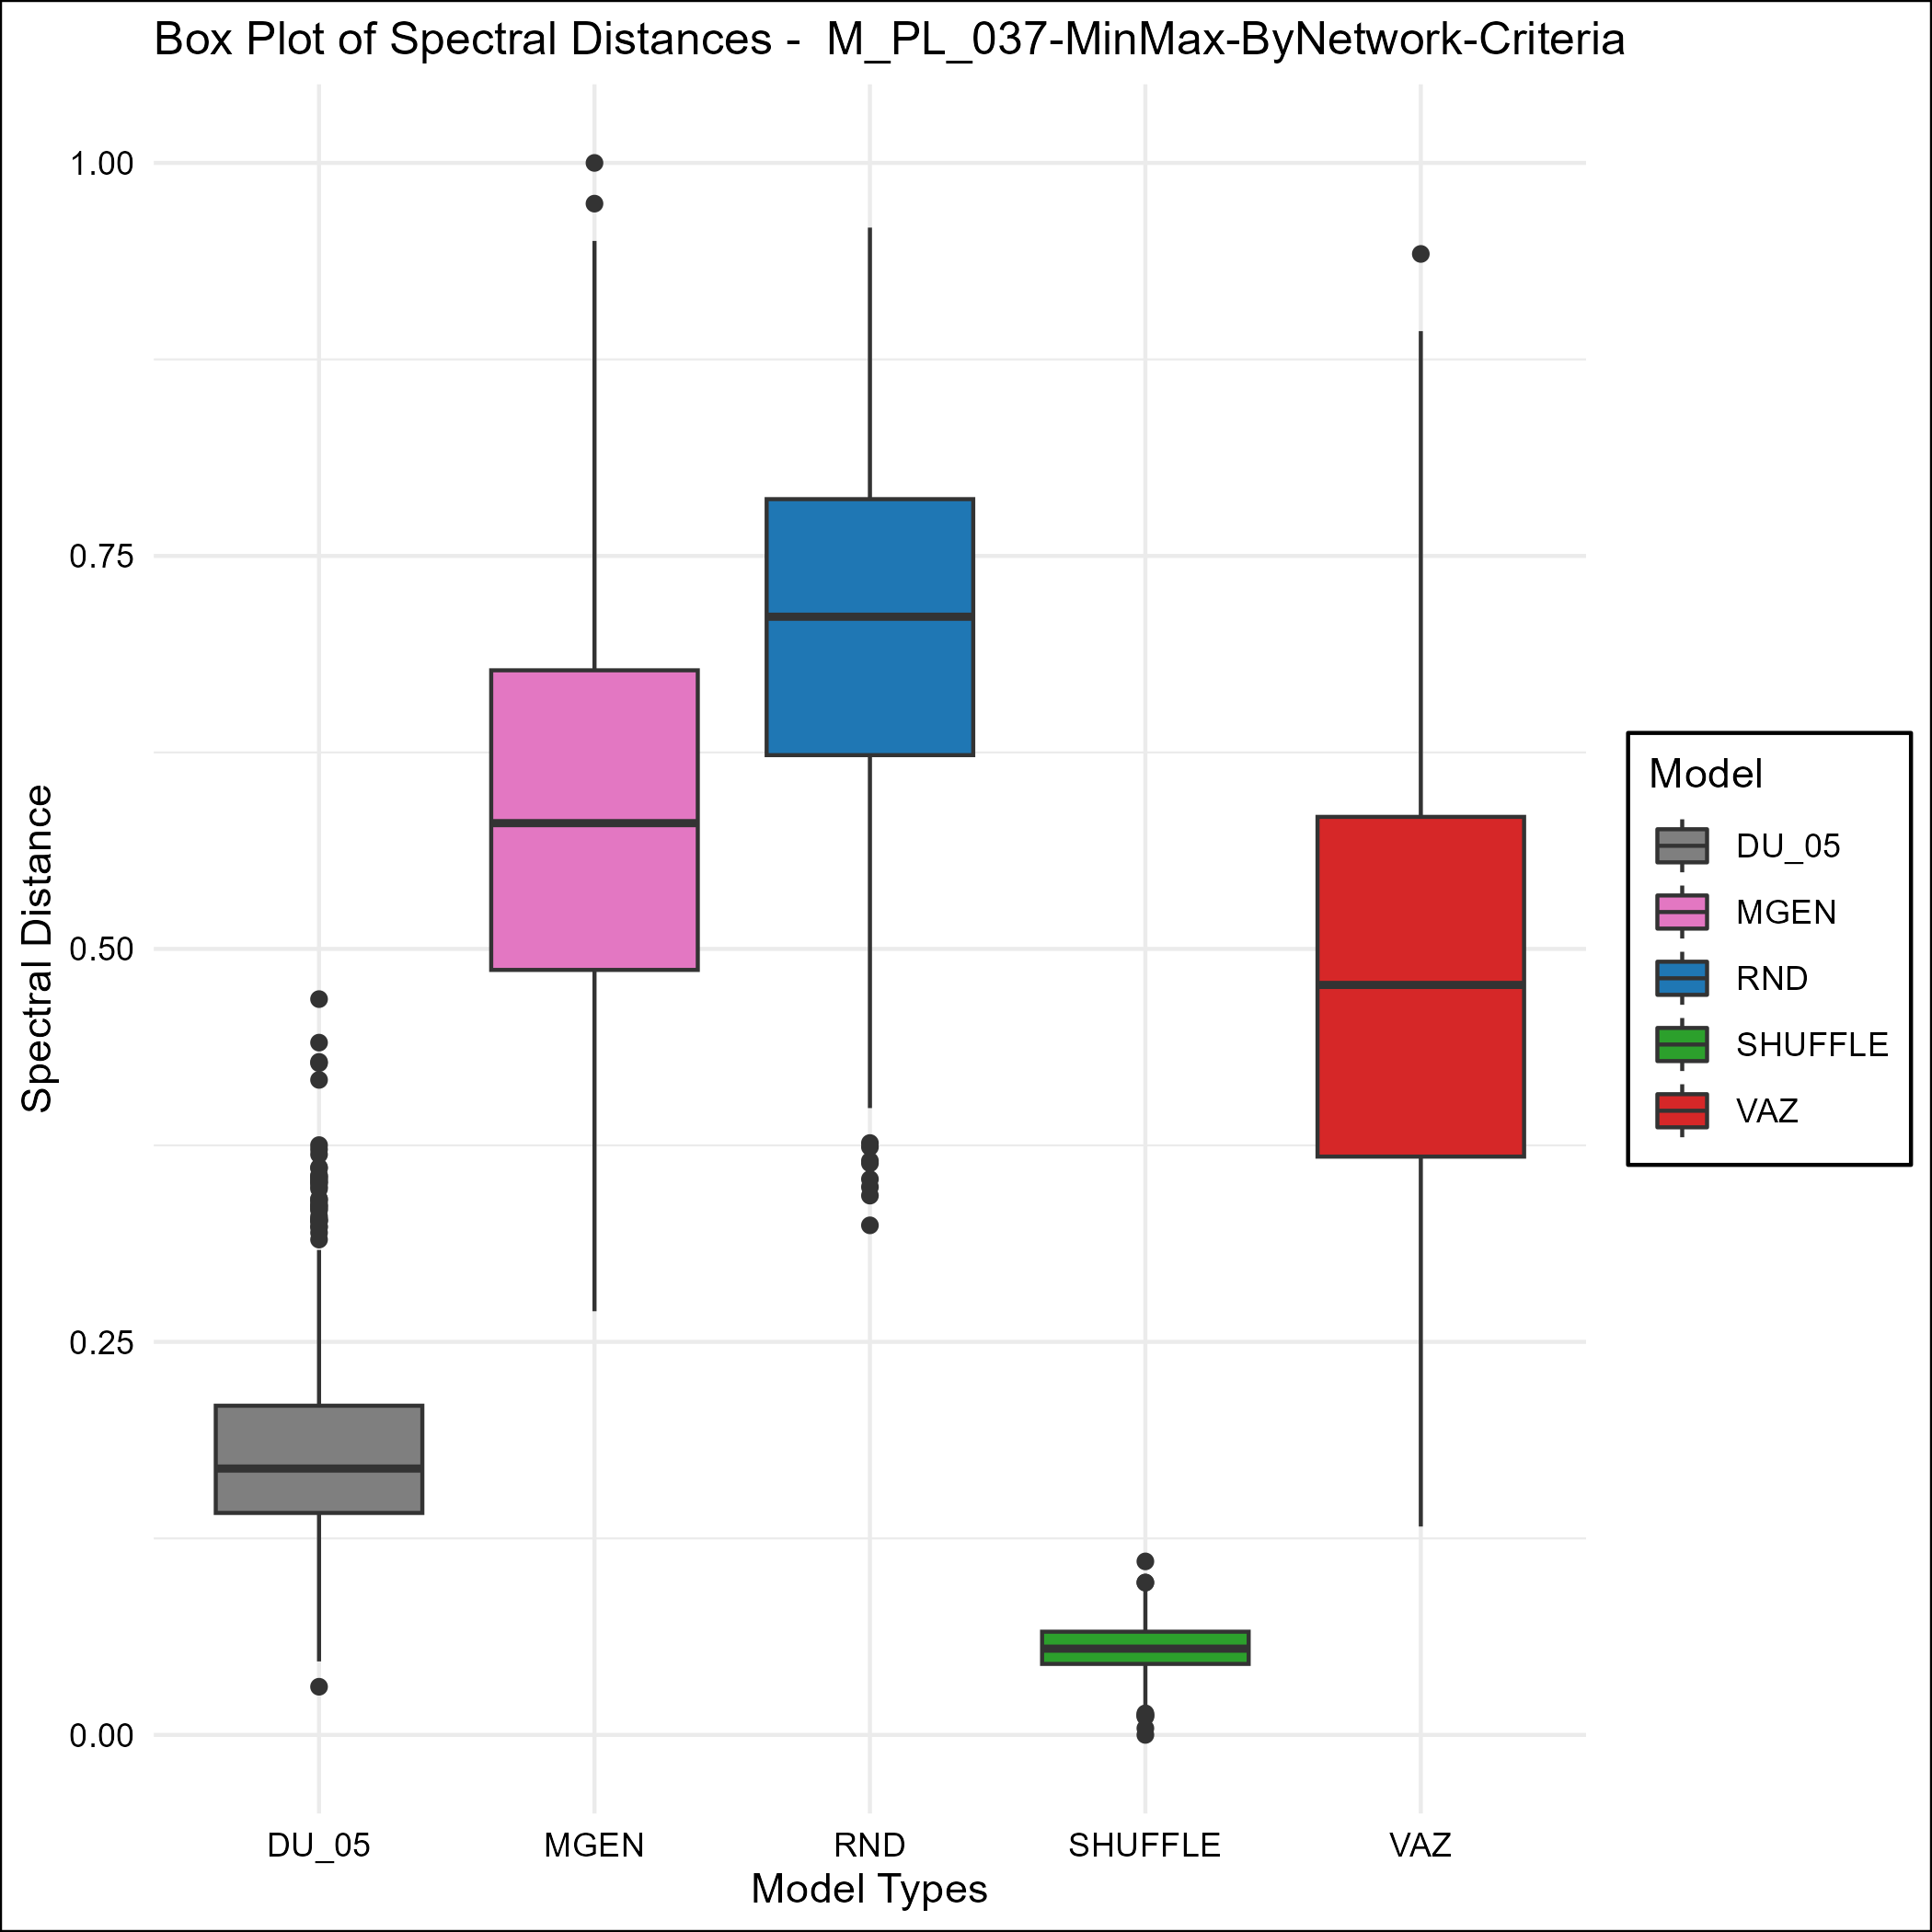 Box Plot of Spectral Distances -  M_PL_037-MinMax-ByNetwork-Criteria
1.00
0.75
0.50
0.25
0.00
Spectral Distance
DU_05
MGEN
RND
SHUFFLE
VAZ
Model Types
Model
DU_05
MGEN
RND
SHUFFLE
VAZ